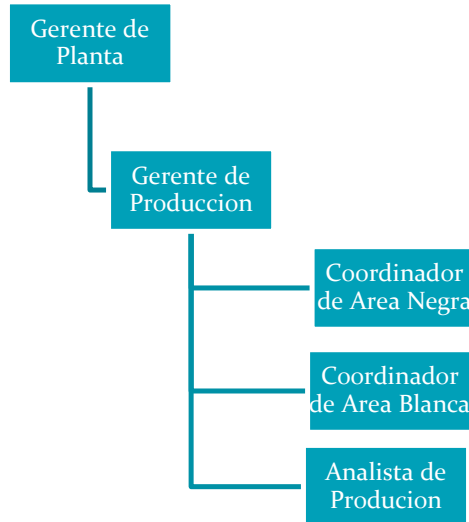 Gerente de
Planta
Gerente de
Produccion
Coordinador
de Area Negra
Coordinador
de Area Blanca
Analista de
Producion